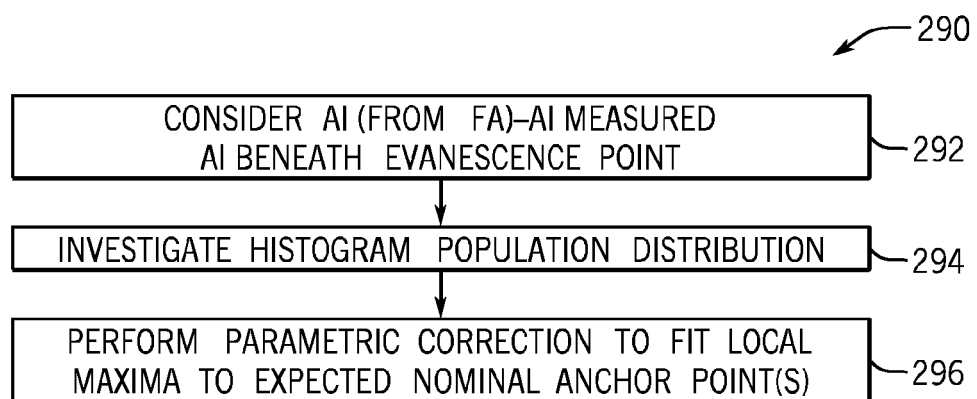 290
CONSIDER AI (FROM FA)–AI MEASURED
AI BENEATH EVANESCENCE POINT
292
INVESTIGATE HISTOGRAM POPULATION DISTRIBUTION
294
PERFORM PARAMETRIC CORRECTION TO FIT LOCAL
MAXIMA TO EXPECTED NOMINAL ANCHOR POINT(S)
296